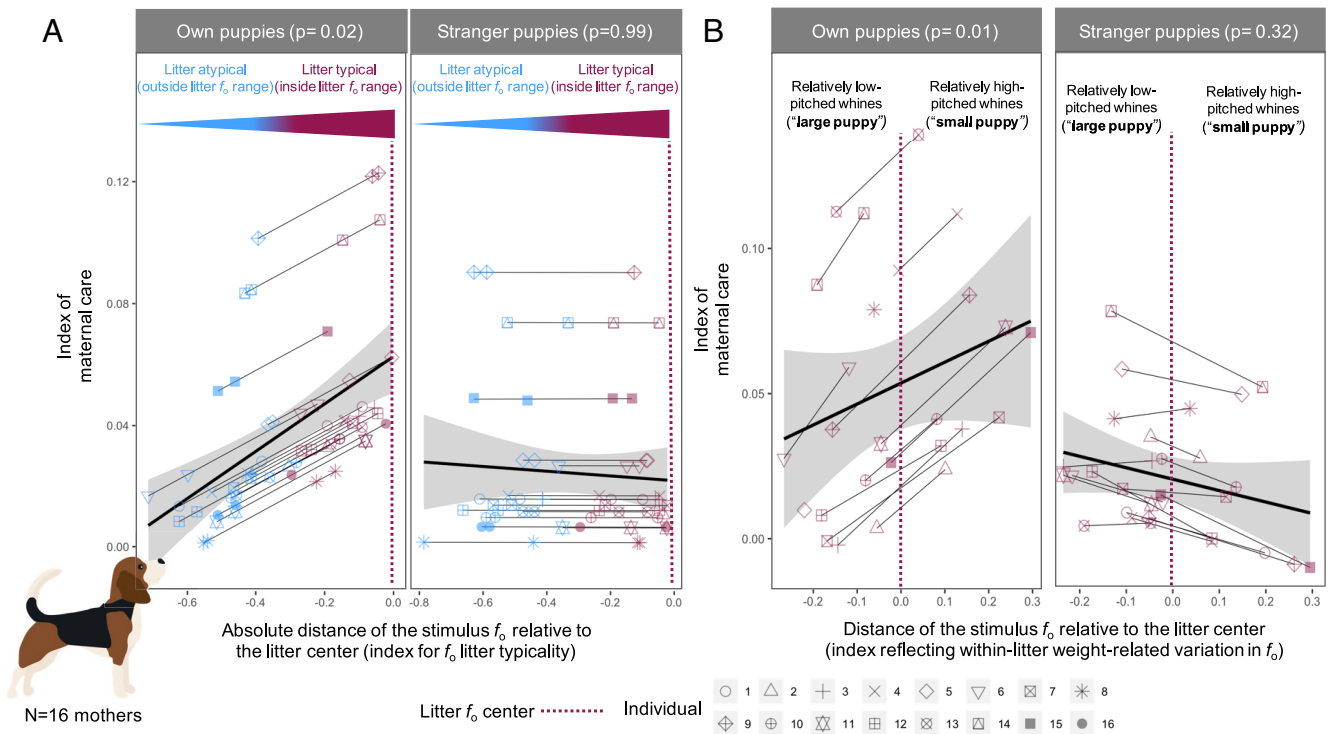 A
Own puppies (p= 0.02)
Stranger puppies (p=0.99)
Litter atypical
(outside litter fₒ range)
Litter typical
(inside litter fₒ range)
Litter atypical
(outside litter fₒ range)
Litter typical
(inside litter fₒ range)
Index of
maternal care
0.12
0.08
0.04
0.00
-0.6
-0.4
-0.2
0.0
-0.8
-0.6
-0.4
-0.2
0.0
Absolute distance of the stimulus fₒ relative to
the litter center (index for fₒ litter typicality)
N=16 mothers
B
Own puppies (p= 0.01)
Stranger puppies (p=0.32)
Relatively low-
pitched whines
(“large puppy”)
Relatively high-
pitched whines
(“small puppy”)
Relatively low-
pitched whines
(“large puppy”)
Relatively high-
pitched whines
(“small puppy”)
Index of
maternal care
0.10
0.05
0.00
-0.2
-0.1
0.0
0.1
0.2
0.3
-0.2
-0.1
0.0
0.1
0.2
0.3
Distance of the stimulus fₒ relative to the litter center
(index reflecting within-litter weight-related variation in fₒ)
Litter fₒ center
Individual
1 2 3 4 5 6 7 8
9 10 11 12 13 14 15 16